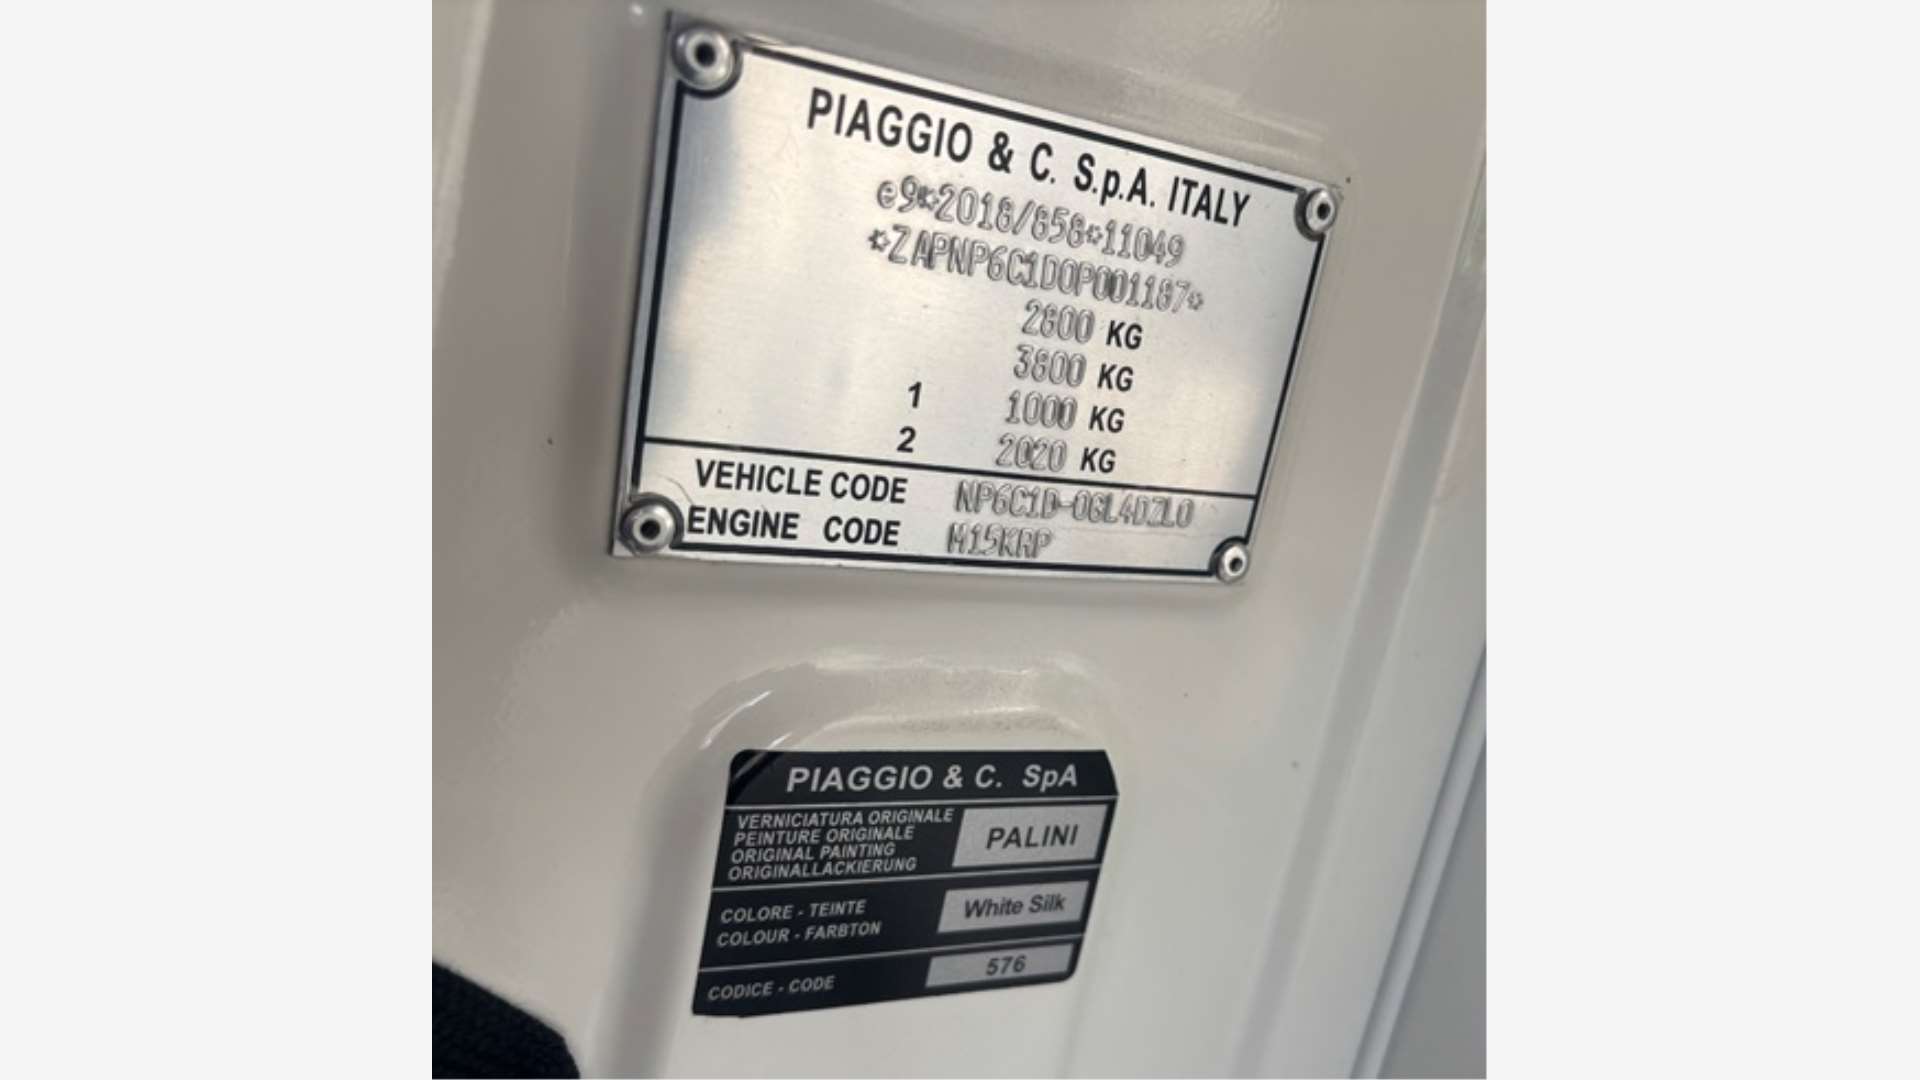 PIAGGIO & C. S.p.A. ITALY
e9*2018/858*11049
*ZAPNP6C1D0P001187*
2800 KG
3800 KG
1 1000 KG
2 2020 KG
VEHICLE CODE NP6C1D-0GL4DZL0
ENGINE CODE M15KRP
PIAGGIO & C. SpA
VERNICIATURA ORIGINALE
PEINTURE ORIGINALE
ORIGINAL PAINTING
ORIGINALLACKIERUNG
PALINI
COLORE - TEINTE
COLOUR - FARBTON
White Silk
CODICE - CODE
576